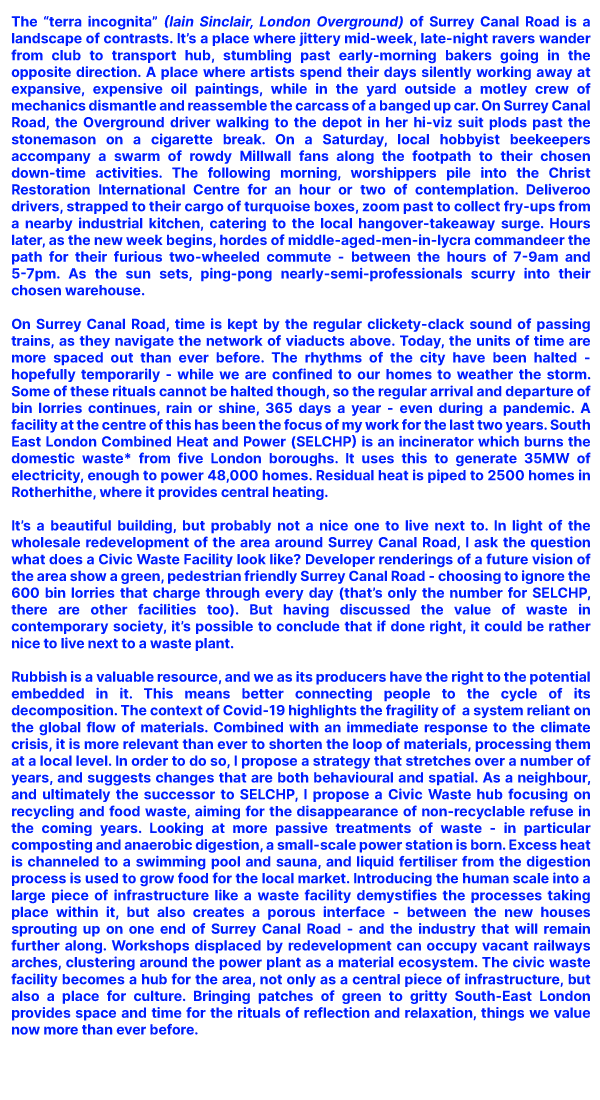 The “terra incognita” (Iain Sinclair, London Overground) of Surrey Canal Road is a
landscape of contrasts. It’s a place where jittery mid-week, late-night ravers wander
from club to transport hub, stumbling past early-morning bakers going in the
opposite direction. A place where artists spend their days silently working away at
expansive, expensive oil paintings, while in the yard outside a motley crew of
mechanics dismantle and reassemble the carcass of a banged up car. On Surrey Canal
Road, the Overground driver walking to the depot in her hi-viz suit plods past the
stonemason on a cigarette break. On a Saturday, local hobbyist beekeepers
accompany a swarm of rowdy Millwall fans along the footpath to their chosen
down-time activities. The following morning, worshippers pile into the Christ
Restoration International Centre for an hour or two of contemplation. Deliveroo
drivers, strapped to their cargo of turquoise boxes, zoom past to collect fry-ups from
a nearby industrial kitchen, catering to the local hangover-takeaway surge. Hours
later, as the new week begins, hordes of middle-aged-men-in-lycra commandeer the
path for their furious two-wheeled commute - between the hours of 7-9am and
5-7pm. As the sun sets, ping-pong nearly-semi-professionals scurry into their
chosen warehouse.
On Surrey Canal Road, time is kept by the regular clickety-clack sound of passing
trains, as they navigate the network of viaducts above. Today, the units of time are
more spaced out than ever before. The rhythms of the city have been halted -
hopefully temporarily - while we are confined to our homes to weather the storm.
Some of these rituals cannot be halted though, so the regular arrival and departure of
bin lorries continues, rain or shine, 365 days a year - even during a pandemic. A
facility at the centre of this has been the focus of my work for the last two years. South
East London Combined Heat and Power (SELCHP) is an incinerator which burns the
domestic waste* from five London boroughs. It uses this to generate 35MW of
electricity, enough to power 48,000 homes. Residual heat is piped to 2500 homes in
Rotherhithe, where it provides central heating.
It’s a beautiful building, but probably not a nice one to live next to. In light of the
wholesale redevelopment of the area around Surrey Canal Road, I ask the question
what does a Civic Waste Facility look like? Developer renderings of a future vision of
the area show a green, pedestrian friendly Surrey Canal Road - choosing to ignore the
600 bin lorries that charge through every day (that’s only the number for SELCHP,
there are other facilities too). But having discussed the value of waste in
contemporary society, it’s possible to conclude that if done right, it could be rather
nice to live next to a waste plant.
Rubbish is a valuable resource, and we as its producers have the right to the potential
embedded in it. This means better connecting people to the cycle of its
decomposition. The context of Covid-19 highlights the fragility of a system reliant on
the global flow of materials. Combined with an immediate response to the climate
crisis, it is more relevant than ever to shorten the loop of materials, processing them
at a local level. In order to do so, I propose a strategy that stretches over a number of
years, and suggests changes that are both behavioural and spatial. As a neighbour,
and ultimately the successor to SELCHP, I propose a Civic Waste hub focusing on
recycling and food waste, aiming for the disappearance of non-recyclable refuse in
the coming years. Looking at more passive treatments of waste - in particular
composting and anaerobic digestion, a small-scale power station is born. Excess heat
is channeled to a swimming pool and sauna, and liquid fertiliser from the digestion
process is used to grow food for the local market. Introducing the human scale into a
large piece of infrastructure like a waste facility demystifies the processes taking
place within it, but also creates a porous interface - between the new houses
sprouting up on one end of Surrey Canal Road - and the industry that will remain
further along. Workshops displaced by redevelopment can occupy vacant railways
arches, clustering around the power plant as a material ecosystem. The civic waste
facility becomes a hub for the area, not only as a central piece of infrastructure, but
also a place for culture. Bringing patches of green to gritty South-East London
provides space and time for the rituals of reflection and relaxation, things we value
now more than ever before.